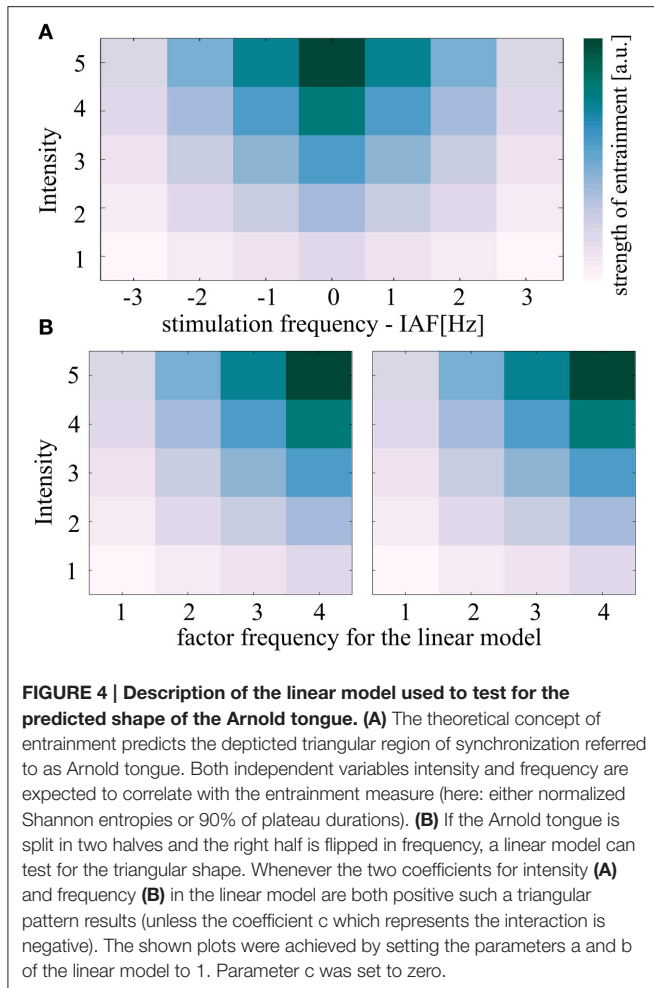 A
5
4
3
2
1
Intensity
-3 -2 -1 0 1 2 3
stimulation frequency - IAF[Hz]
strength of entrainment [a.u.]
B
5
4
3
2
1
Intensity
1 2 3 4 1 2 3 4
factor frequency for the linear model
FIGURE 4 | Description of the linear model used to test for the
predicted shape of the Arnold tongue. (A) The theoretical concept of
entrainment predicts the depticted triangular region of synchronization referred
to as Arnold tongue. Both independent variables intensity and frequency are
expected to correlate with the entrainment measure (here: either normalized
Shannon entropies or 90% of plateau durations). (B) If the Arnold tongue is
split in two halves and the right half is flipped in frequency, a linear model can
test for the triangular shape. Whenever the two coefficients for intensity (A)
and frequency (B) in the linear model are both positive such a triangular
pattern results (unless the coefficient c which represents the interaction is
negative). The shown plots were achieved by setting the parameters a and b
of the linear model to 1. Parameter c was set to zero.